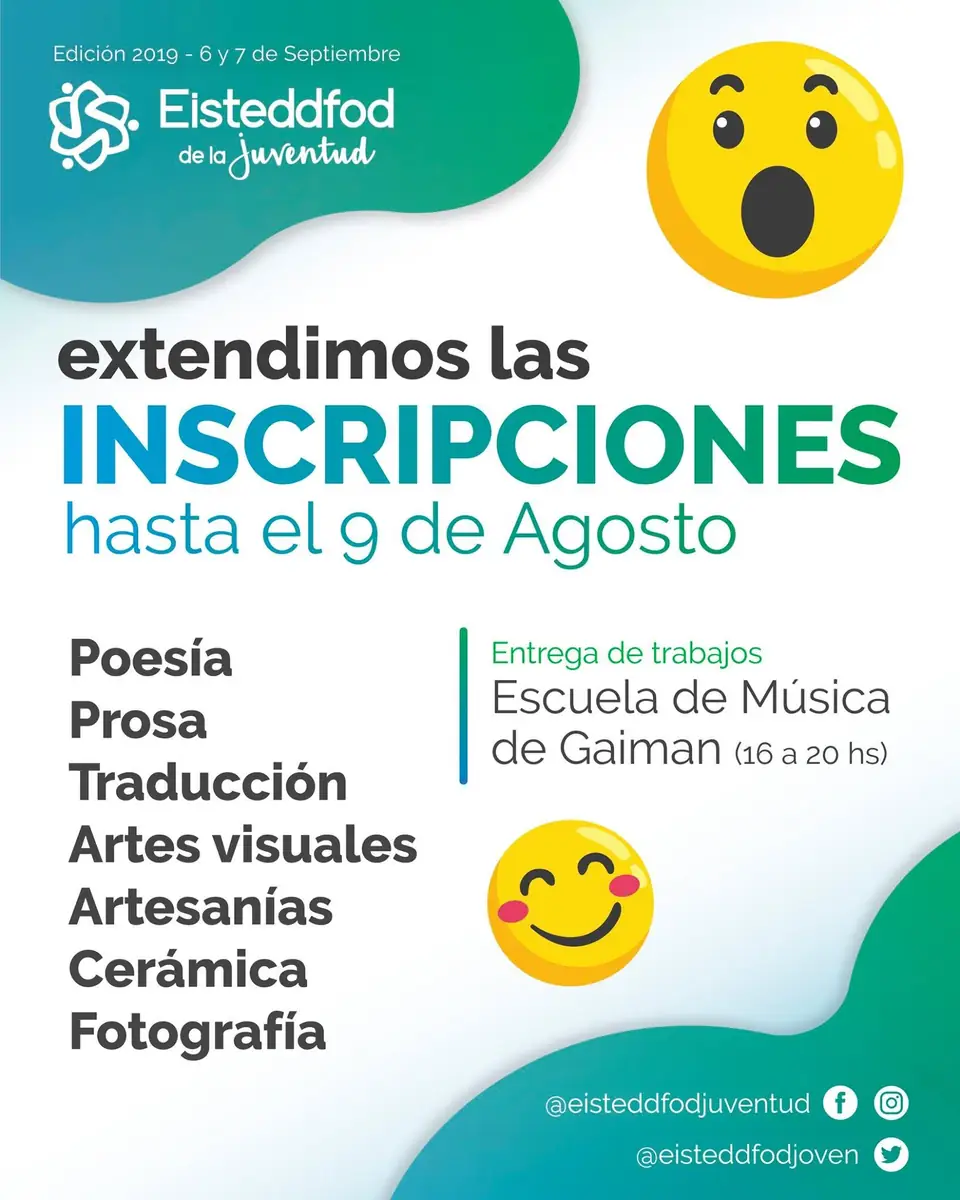 Edición 2019 - 6 y 7 de Septiembre
Eisteddfod
de la juventud
extendimos las
INSCRIPCIONES
hasta el 9 de Agosto
Poesía
Prosa
Traducción
Artes visuales
Artesanías
Cerámica
Fotografía
Entrega de trabajos
Escuela de Música
de Gaiman (16 a 20 hs)
@eisteddfodjuventud
@eisteddfodjoven